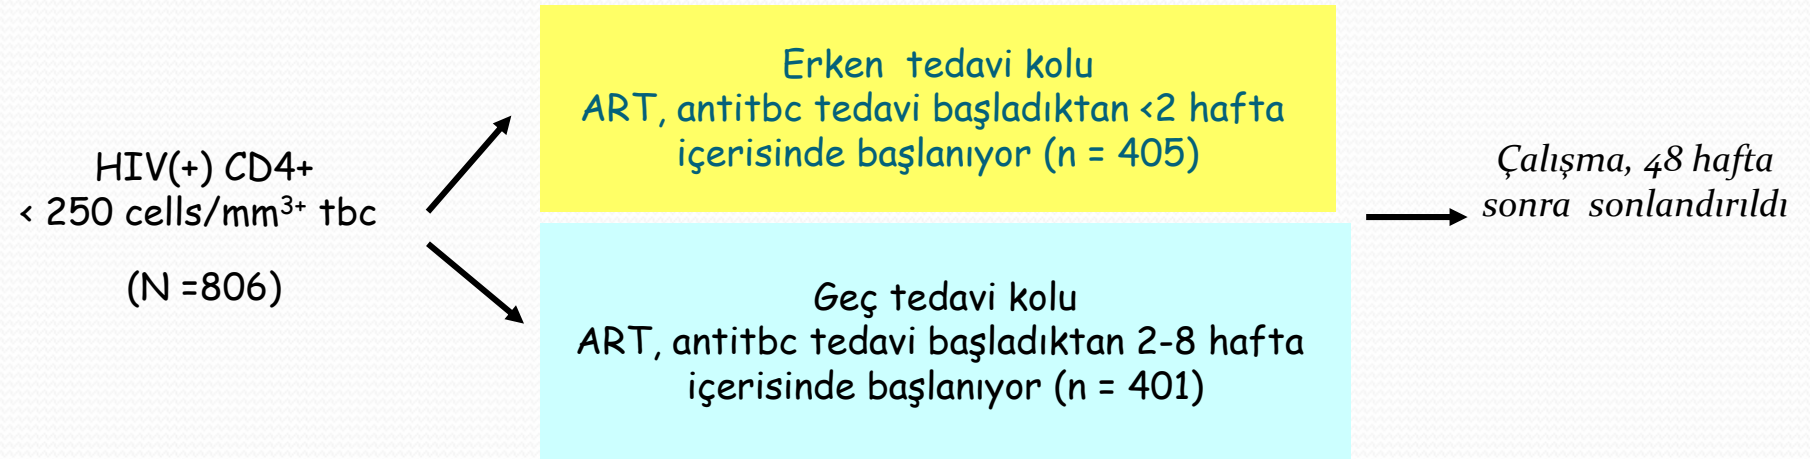 HIV(+) CD4+
< 250 cells/mm³⁺ tbc
(N =806)
Erken tedavi kolu
ART, antitbc tedavi başladıktan <2 hafta
içerisinde başlanıyor (n = 405)
Geç tedavi kolu
ART, antitbc tedavi başladıktan 2-8 hafta
içerisinde başlanıyor (n = 401)
Çalışma, 48 hafta
sonra sonlandırıldı